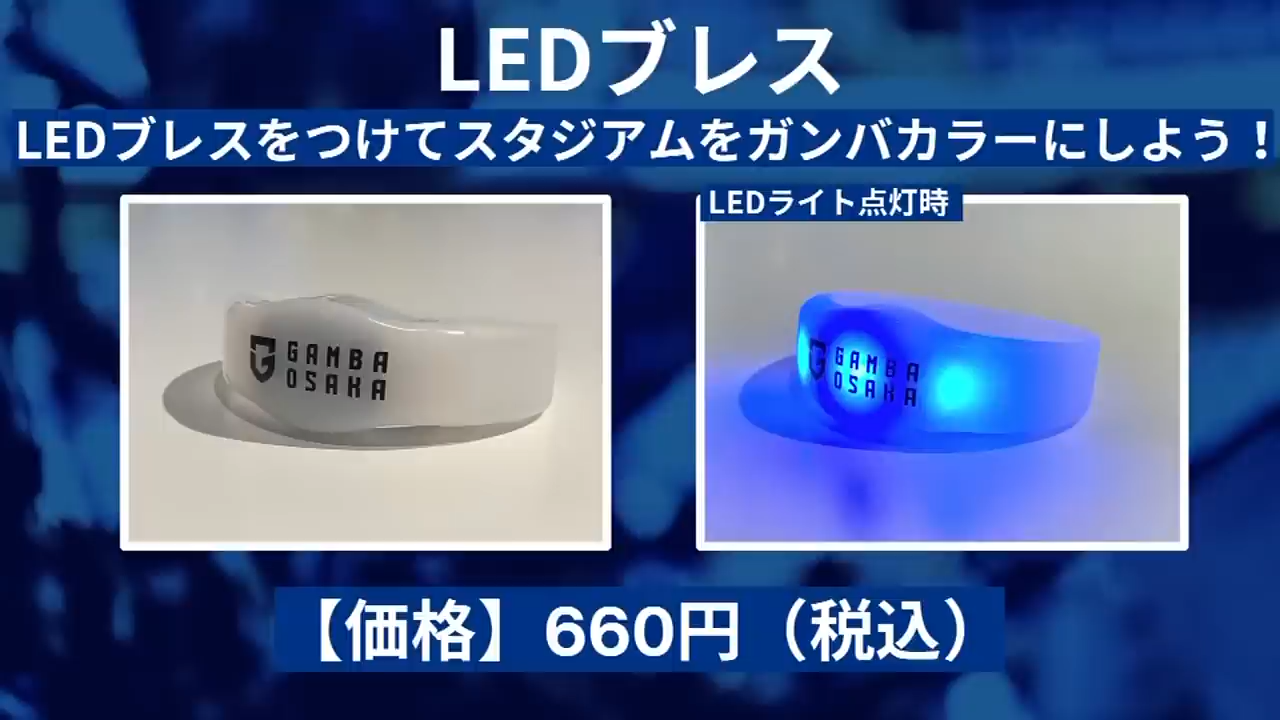 LEDブレス
LEDブレスをつけてスタジアムをガンバカラーにしよう！
LEDライト点灯時
GAMBA
OSAKA
GAMBA
OSAKA
【価格】660円（税込）